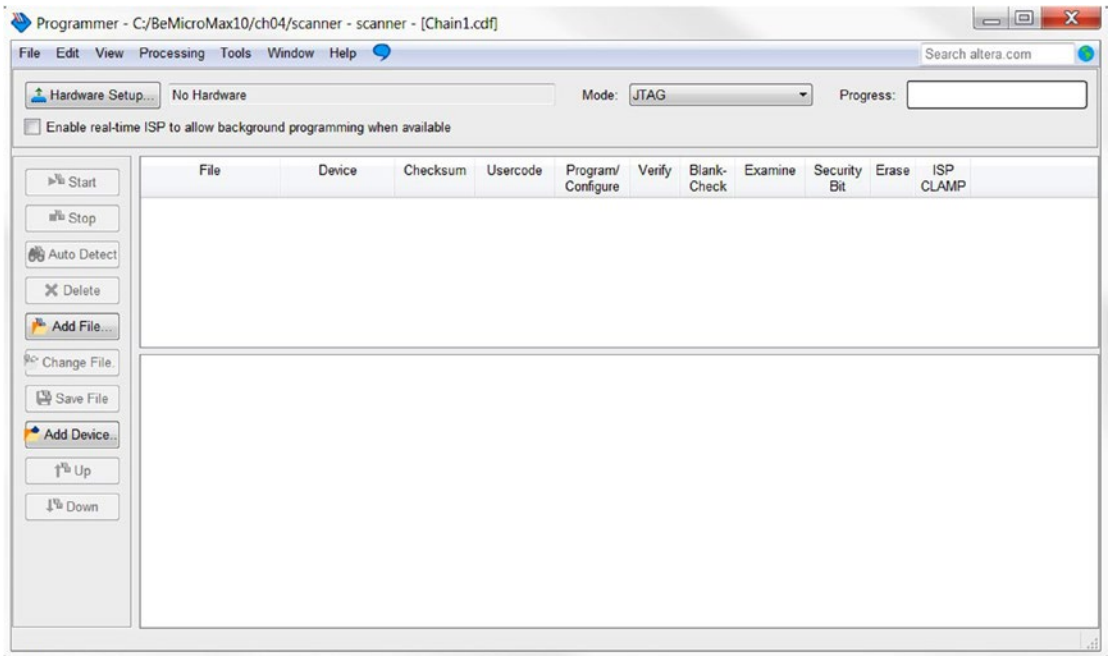 Programmer - C:/BeMicroMax10/ch04/scanner - scanner - [Chain1.cdf]
File Edit View Processing Tools Window Help
Search altera.com
Hardware Setup... No Hardware Mode: JTAG Progress:
Enable real-time ISP to allow background programming when available
File Device Checksum Usercode Program/ Verify Blank- Examine Security Erase ISP
Configure Check Bit CLAMP
Start
Stop
Auto Detect
Delete
Add File...
Change File.
Save File
Add Device..
Up
Down